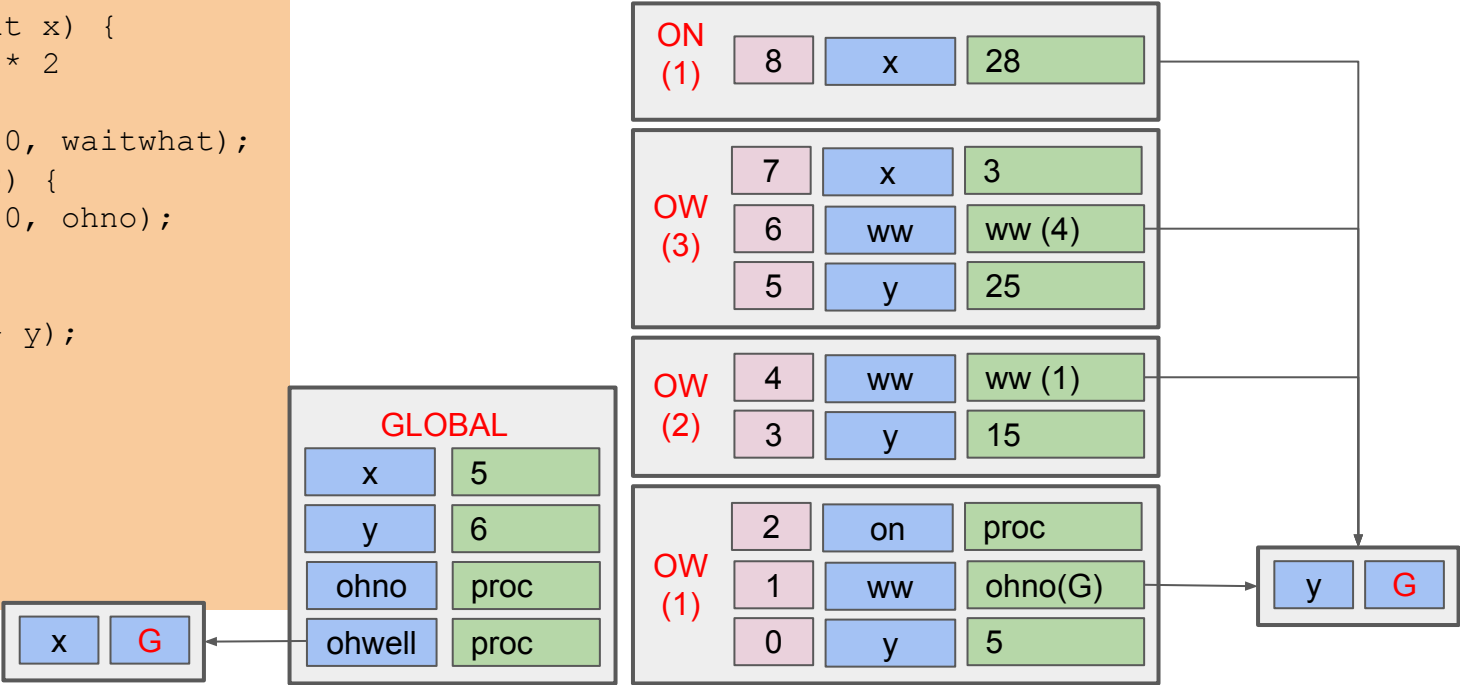 t x) {
* 2
0, waitwhat);
) {
0, ohno);
y);
ON
(1)
8 x 28
OW
(3)
7 x 3
6 ww ww (4)
5 y 25
OW
(2)
4 ww ww (1)
3 y 15
OW
(1)
2 on proc
1 ww ohno(G)
0 y 5
GLOBAL
x 5
y 6
ohno proc
ohwell proc
x G
y G